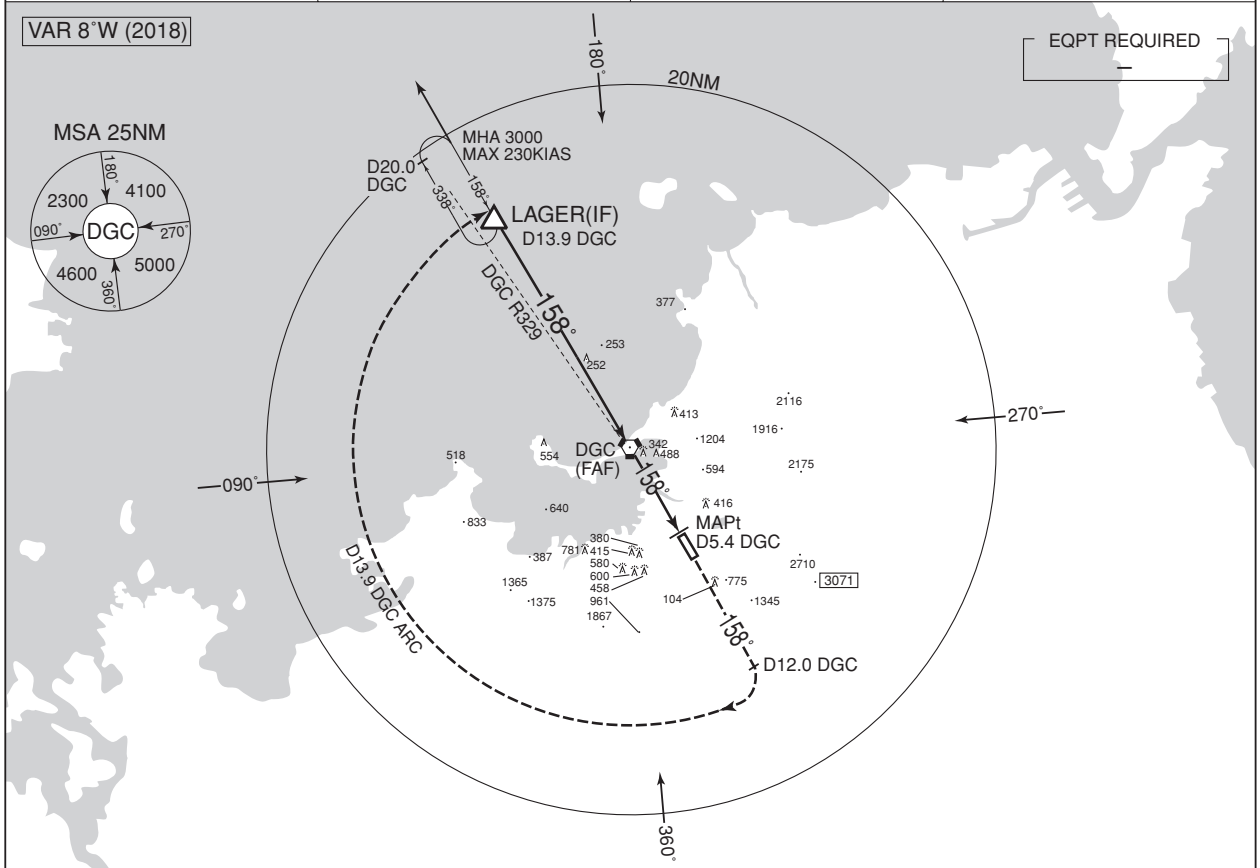 VAR 8˚W (2018)
EQPT REQUIRED
–
180˚
20NM
MSA 25NM
180˚
2300
4100
090˚
DGC
270˚
4600
5000
360˚
MHA 3000
MAX 230KIAS
D20.0
DGC
158˚
338˚
LAGER(IF)
D13.9 DGC
DGC R329
158˚
377
253
252
2116
413
1916
1204
270˚
342
488
DGC
(FAF)
554
518
594
2175
158˚
090˚
416
640
833
MAPt
D5.4 DGC
380
781
415
387
580
600
458
961
1867
1365
1375
2710
3071
775
104
1345
D13.9 DGC ARC
158˚
D12.0 DGC
360˚